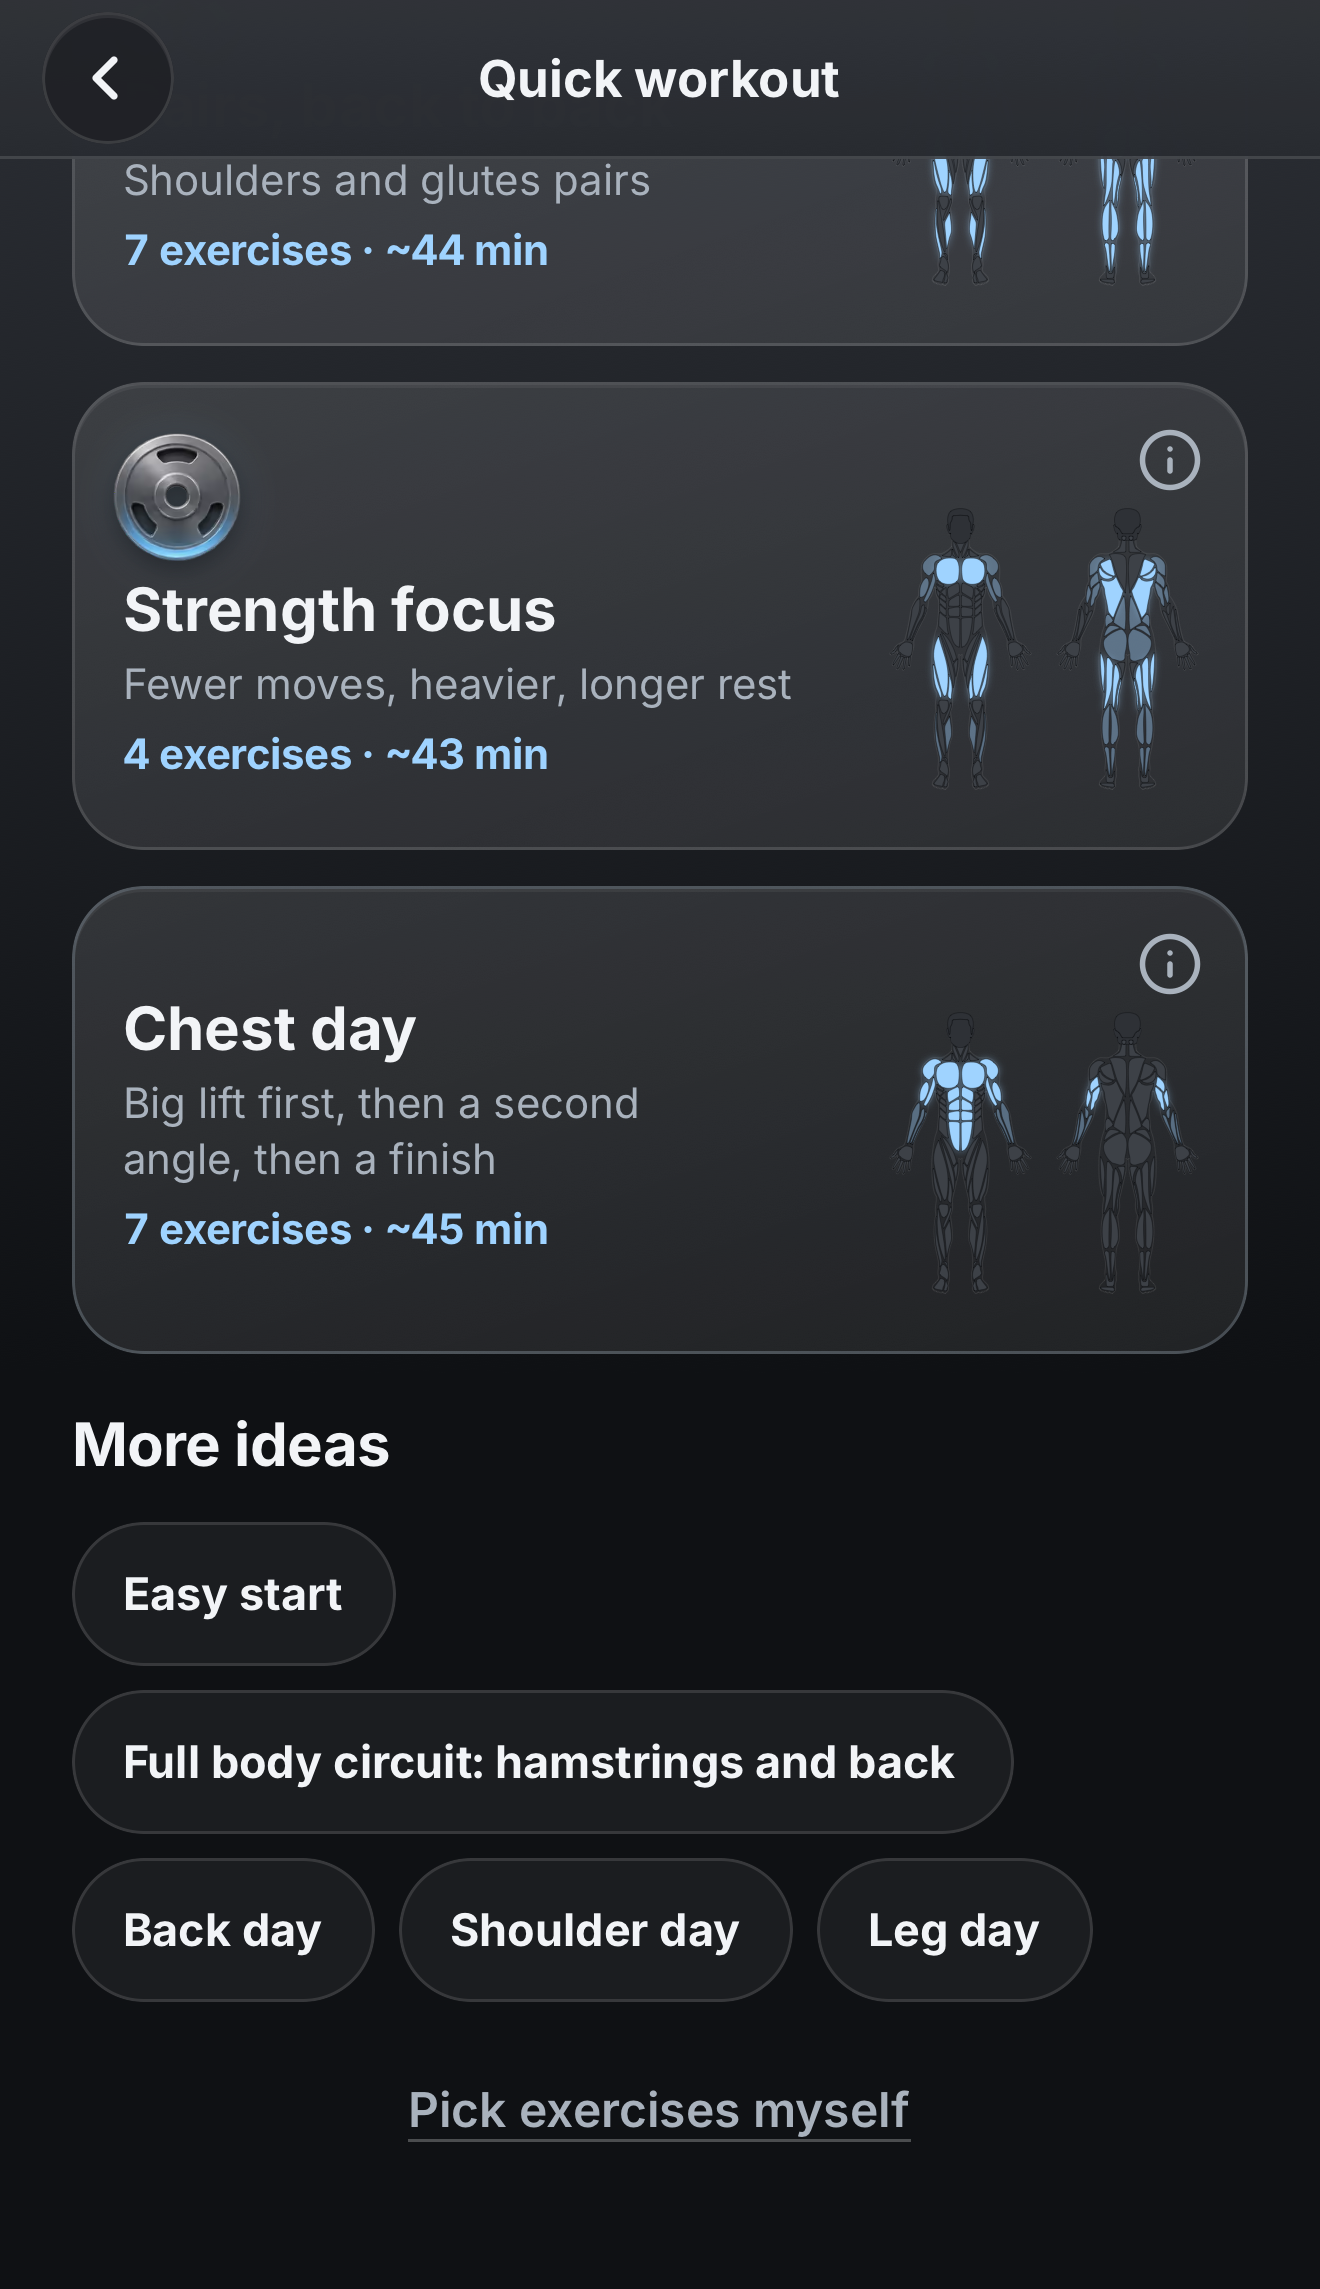 Quick workout
Shoulders and glutes pairs
7 exercises · ~44 min
Strength focus
Fewer moves, heavier, longer rest
4 exercises · ~43 min
Chest day
Big lift first, then a second
angle, then a finish
7 exercises · ~45 min
More ideas
Easy start
Full body circuit: hamstrings and back
Back day
Shoulder day
Leg day
Pick exercises myself